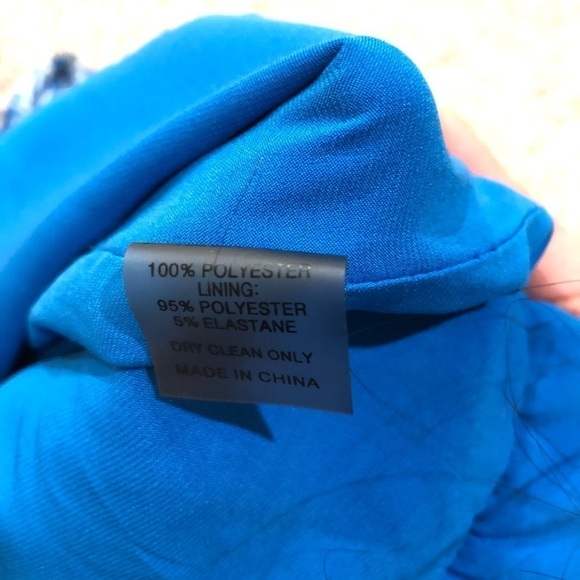 100% POLYESTER
LINING:
95% POLYESTER
5% ELASTANE
DRY CLEAN ONLY
MADE IN CHINA